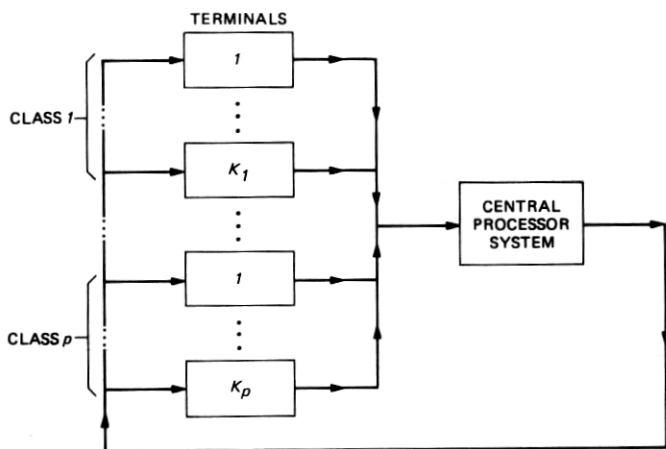 TERMINALS
1
CLASS 1
K1
CENTRAL
PROCESSOR
SYSTEM
1
CLASS p
Kp